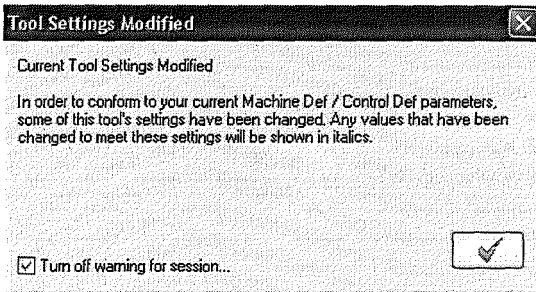 Tool Settings Modified
Current Tool Settings Modified
In order to conform to your current Machine Def / Control Def parameters,
some of this tool's settings have been changed. Any values that have been
changed to meet these settings will be shown in italics.
Turn off warning for session...